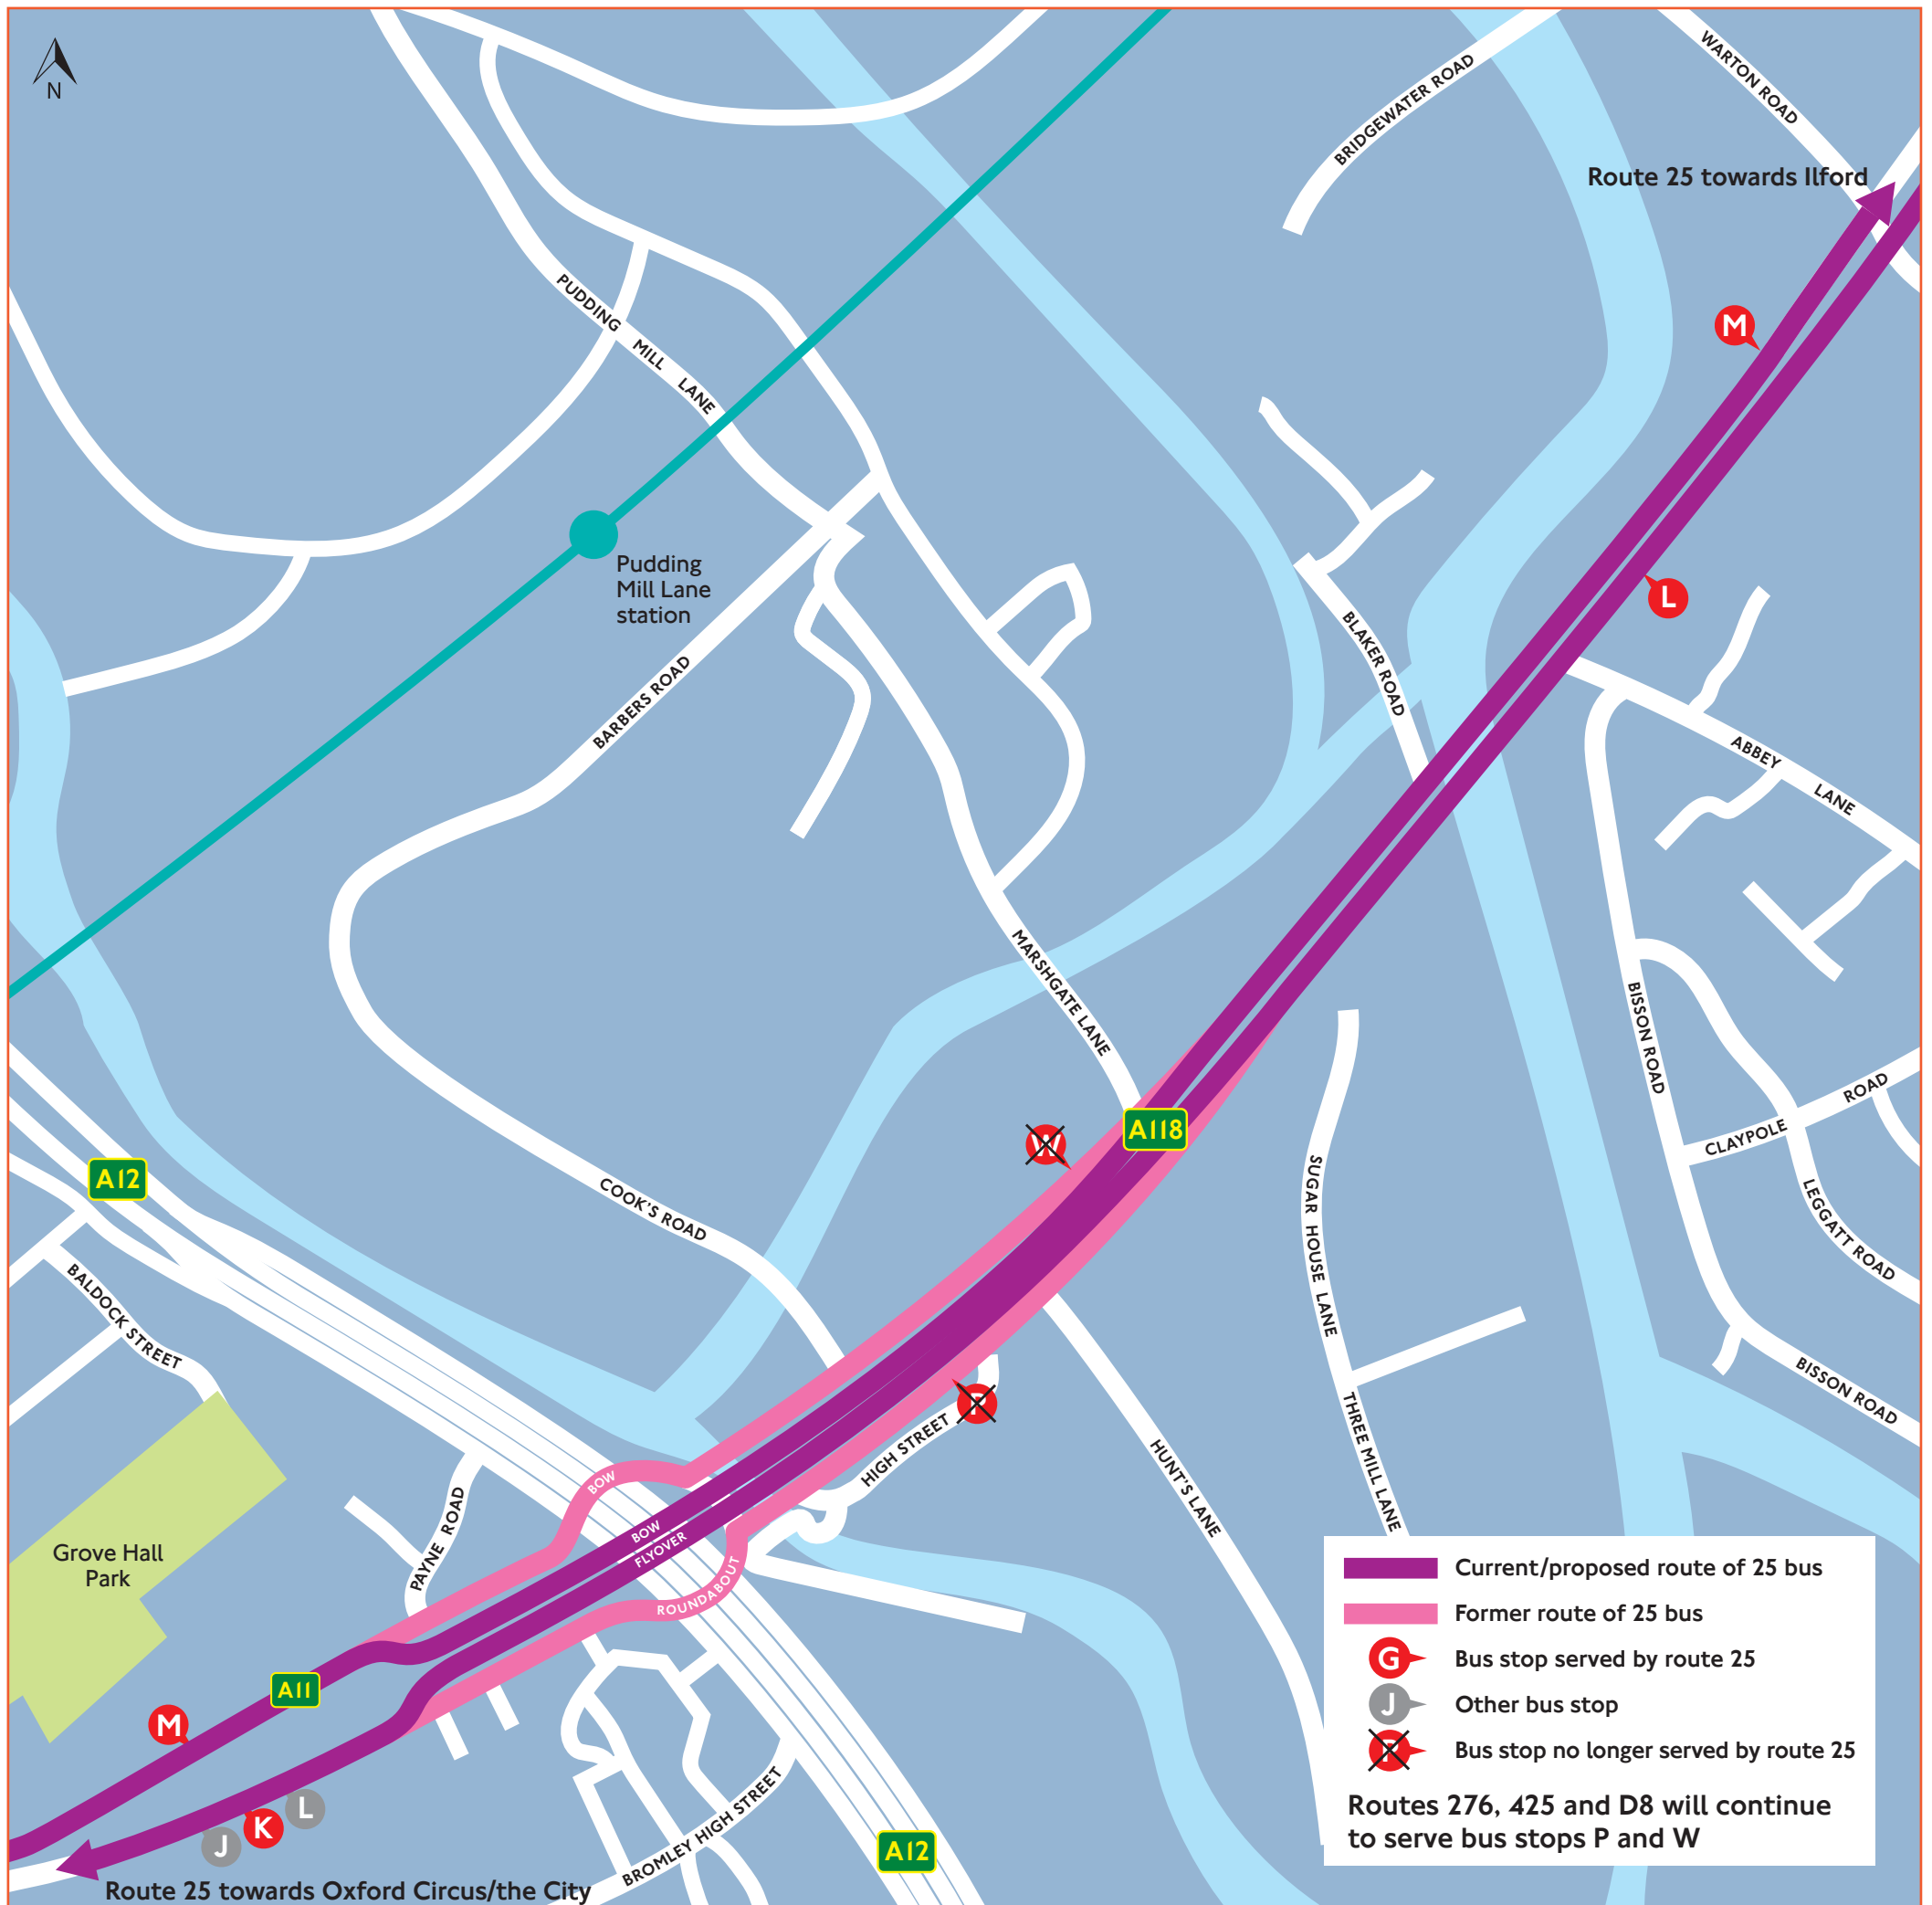 N
WARTON ROAD
BRIDGEWATER ROAD
Route 25 towards Ilford
M
PUDDING MILL LANE
Pudding
Mill Lane
station
L
BLAKER ROAD
BARBERS ROAD
ABBEY LANE
MARSHGATE LANE
BISSON ROAD
CLAYPOLE ROAD
A118
W
A12
COOK'S ROAD
SUGAR HOUSE LANE
LEGGATT ROAD
BALDOCK STREET
BISSON ROAD
P
HIGH STREET
THREE MILL LANE
HUNT'S LANE
BOW
BOW
FLYOVER
ROUNDABOUT
PAYNE ROAD
Grove Hall
Park
A11
M
L
K
J
BROMLEY HIGH STREET
A12
Route 25 towards Oxford Circus/the City
Current/proposed route of 25 bus
Former route of 25 bus
G Bus stop served by route 25
J Other bus stop
P Bus stop no longer served by route 25
Routes 276, 425 and D8 will continue
to serve bus stops P and W